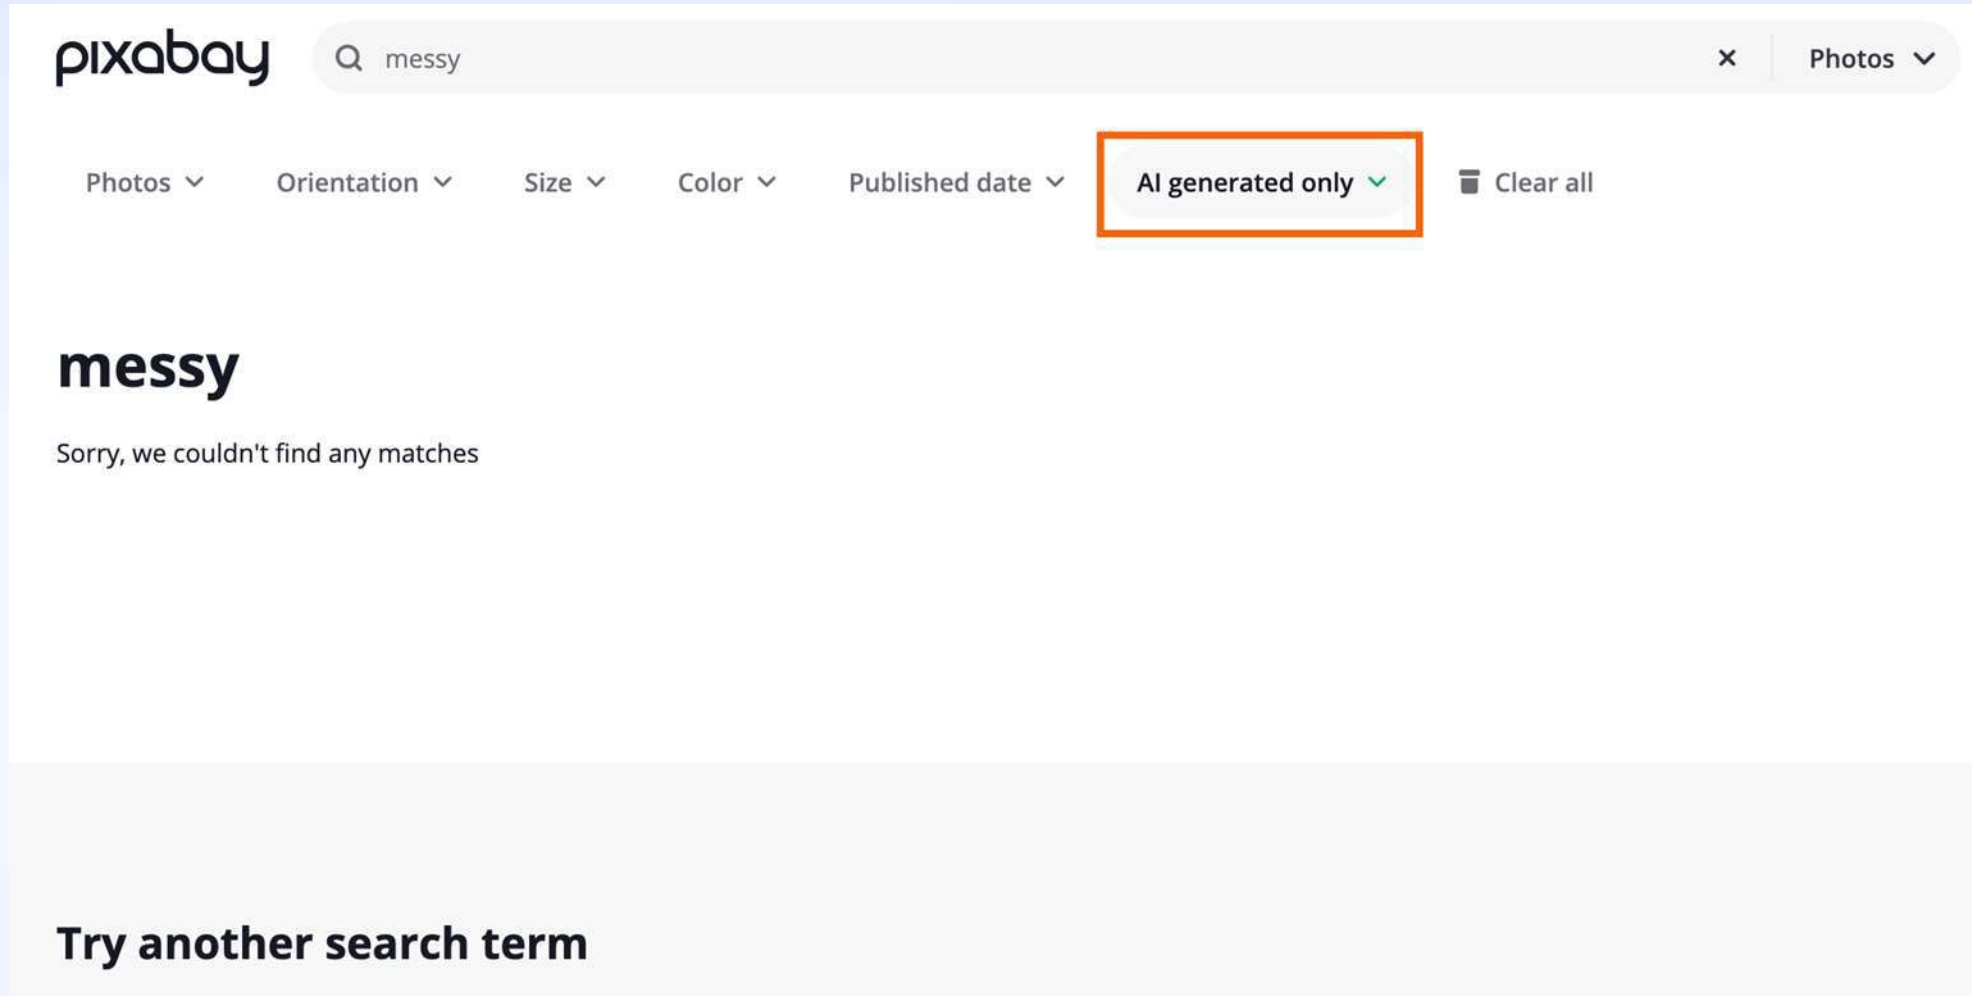 pixabay messy Photos
Photos Orientation Size Color Published date AI generated only Clear all
messy
Sorry, we couldn't find any matches
Try another search term